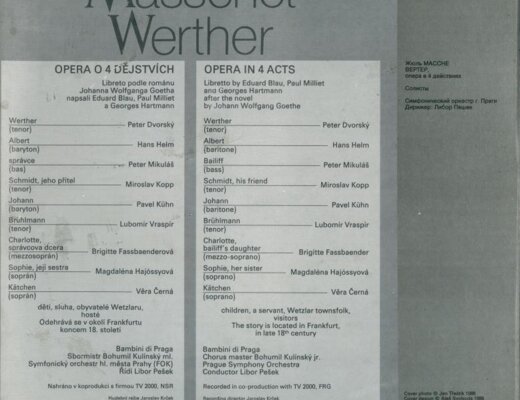 Massenet
Werther
OPERA O 4 DĚJSTVÍCH
Libreto podle románu
Johanna Wolfganga Goetha
napsali Eduard Blau, Paul Milliet
a Georges Hartmann
Werther
(tenor)
Peter Dvorský
Albert
(baryton)
Hans Helm
správce
(bas)
Peter Mikuláš
Schmidt, jeho přítel
(tenor)
Miroslav Kopp
Johann
(baryton)
Pavel Kühn
Brühlmann
(tenor)
Lubomír Vraspír
Charlotte,
správcova dcera
(mezzosoprán)
Brigitte Fassbaenderová
Sophie, její sestra
(soprán)
Magdaléna Hajóssyová
Kätchen
(soprán)
Věra Černá
děti, sluha, obyvatelé Wetzlaru,
hosté
Odehrává se v okolí Frankfurtu
koncem 18. století
Bambini di Praga
Sbormistr Bohumil Kulínský ml.
Symfonický orchestr hl. města Prahy (FOK)
Řídí Libor Pešek
Nahráno v koprodukci s firmou TV 2000, NSR
Hudební režie Jaroslav Krček
OPERA IN 4 ACTS
Libretto by Eduard Blau, Paul Milliet
and Georges Hartmann
after the novel
by Johann Wolfgang Goethe
Werther
(tenor)
Peter Dvorský
Albert
(baritone)
Hans Helm
Bailiff
(bass)
Peter Mikuláš
Schmidt, his friend
(tenor)
Miroslav Kopp
Johann
(baritone)
Pavel Kühn
Brühlmann
(tenor)
Lubomír Vraspír
Charlotte,
bailiff's daughter
(mezzo-soprano)
Brigitte Fassbaender
Sophie, her sister
(soprano)
Magdaléna Hajóssyová
Kätchen
(soprano)
Věra Černá
children, a servant, Wetzlar townsfolk,
visitors
The story is located in Frankfurt,
in late 18th century
Bambini di Praga
Chorus master Bohumil Kulínský jr.
Prague Symphony Orchestra
Conductor Libor Pešek
Recorded in co-production with TV 2000, FRG
Recording director Jaroslav Krček
Жюль МАССНЕ
ВЕРТЕР,
опера в 4 действиях
Солисты
Симфонический оркестр г. Праги
Дирижер: Либор Пешек